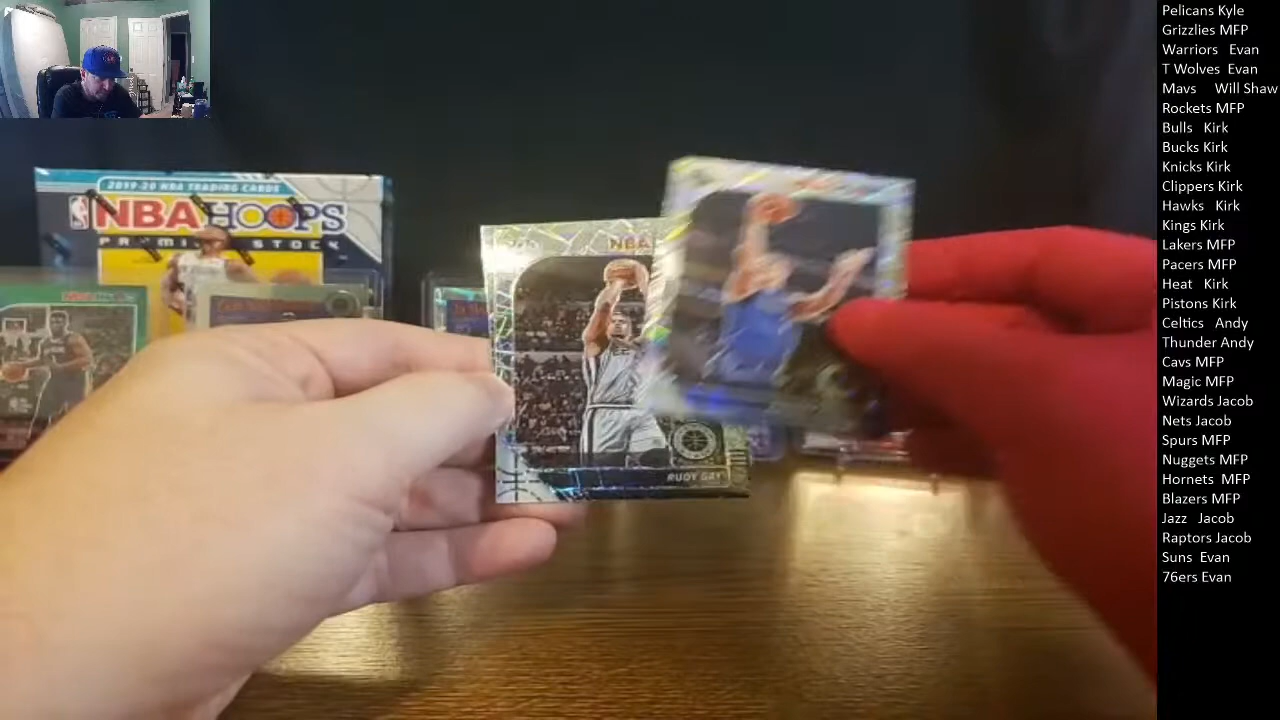 Pelicans Kyle
Grizzlies MFP
Warriors Evan
T Wolves Evan
Mavs Will Shaw
Rockets MFP
Bulls Kirk
Bucks Kirk
Knicks Kirk
Clippers Kirk
Hawks Kirk
Kings Kirk
Lakers MFP
Pacers MFP
Heat Kirk
Pistons Kirk
Celtics Andy
Thunder Andy
Cavs MFP
Magic MFP
Wizards Jacob
Nets Jacob
Spurs MFP
Nuggets MFP
Hornets MFP
Blazers MFP
Jazz Jacob
Raptors Jacob
Suns Evan
76ers Evan
2019-20 NBA TRADING CARDS
NBA HOOPS
PREMIUM STOCK
NBA
RUDY GAY